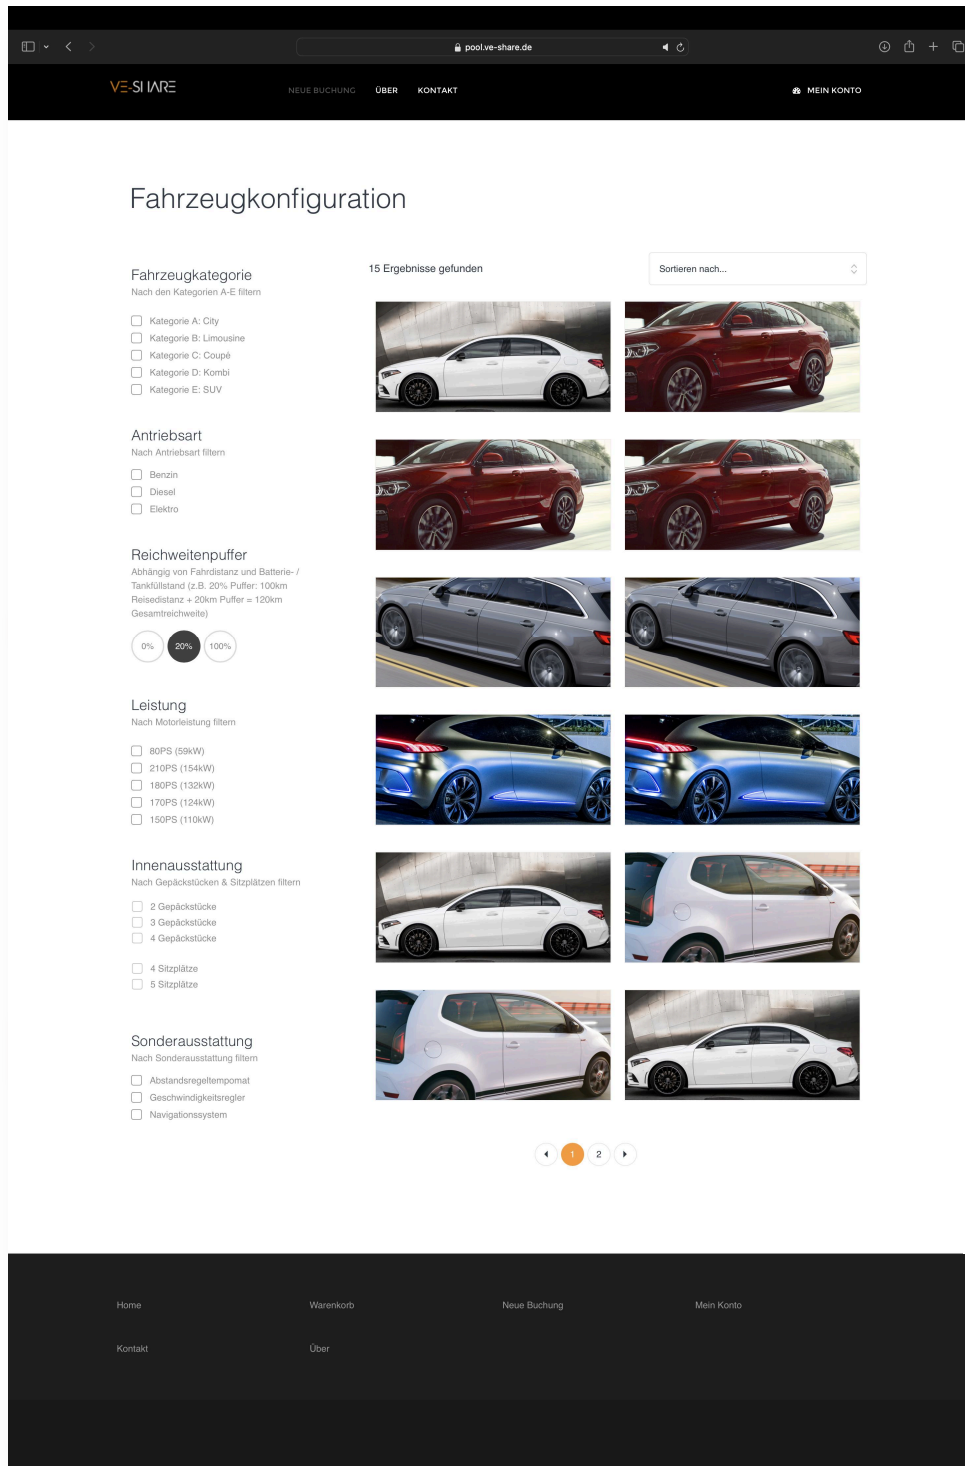 pool.ve-share.de
VE-SHARE
NEUE BUCHUNG ÜBER KONTAKT
MEIN KONTO
Fahrzeugkonfiguration
Fahrzeugkategorie
Nach den Kategorien A-E filtern
Kategorie A: City
Kategorie B: Limousine
Kategorie C: Coupè
Kategorie D: Kombi
Kategorie E: SUV
Antriebsart
Nach Antriebsart filtern
Benzin
Diesel
Elektro
Reichweitenpuffer
Abhängig von Fahrdistanz und Batterie- /
Tankfüllstand (z.B. 20% Puffer: 100km
Reisedistanz + 20km Puffer = 120km
Gesamtreichweite)
0% 20% 100%
Leistung
Nach Motorleistung filtern
80PS (59kW)
210PS (154kW)
180PS (132kW)
170PS (124kW)
150PS (110kW)
Innenausstattung
Nach Gepäckstücken & Sitzplätzen filtern
2 Gepäckstücke
3 Gepäckstücke
4 Gepäckstücke
4 Sitzplätze
5 Sitzplätze
Sonderausstattung
Nach Sonderausstattung filtern
Abstandsregeltempomat
Geschwindigkeitsregler
Navigationssystem
15 Ergebnisse gefunden
Sortieren nach...
1 2
Home Warenkorb Neue Buchung Mein Konto
Kontakt Über